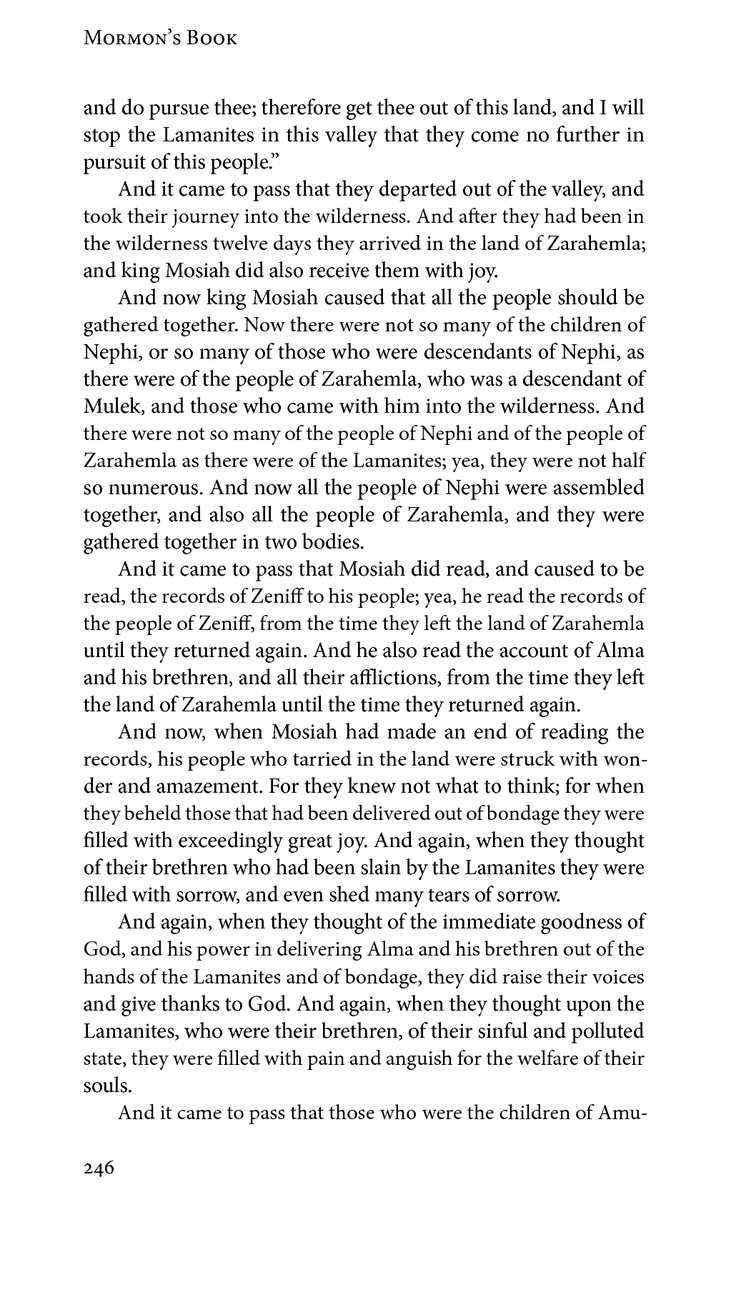 Mormon’s Book
and do pursue thee; therefore get thee out of this land, and I will
stop the Lamanites in this valley that they come no further in
pursuit of this people.”
And it came to pass that they departed out of the valley, and
took their journey into the wilderness. And after they had been in
the wilderness twelve days they arrived in the land of Zarahemla;
and king Mosiah did also receive them with joy.
And now king Mosiah caused that all the people should be
gathered together. Now there were not so many of the children of
Nephi, or so many of those who were descendants of Nephi, as
there were of the people of Zarahemla, who was a descendant of
Mulek, and those who came with him into the wilderness. And
there were not so many of the people of Nephi and of the people of
Zarahemla as there were of the Lamanites; yea, they were not half
so numerous. And now all the people of Nephi were assembled
together, and also all the people of Zarahemla, and they were
gathered together in two bodies.
And it came to pass that Mosiah did read, and caused to be
read, the records of Zeniff to his people; yea, he read the records of
the people of Zeniff, from the time they left the land of Zarahemla
until they returned again. And he also read the account of Alma
and his brethren, and all their afflictions, from the time they left
the land of Zarahemla until the time they returned again.
And now, when Mosiah had made an end of reading the
records, his people who tarried in the land were struck with won-
der and amazement. For they knew not what to think; for when
they beheld those that had been delivered out of bondage they were
filled with exceedingly great joy. And again, when they thought
of their brethren who had been slain by the Lamanites they were
filled with sorrow, and even shed many tears of sorrow.
And again, when they thought of the immediate goodness of
God, and his power in delivering Alma and his brethren out of the
hands of the Lamanites and of bondage, they did raise their voices
and give thanks to God. And again, when they thought upon the
Lamanites, who were their brethren, of their sinful and polluted
state, they were filled with pain and anguish for the welfare of their
souls.
And it came to pass that those who were the children of Amu-
246